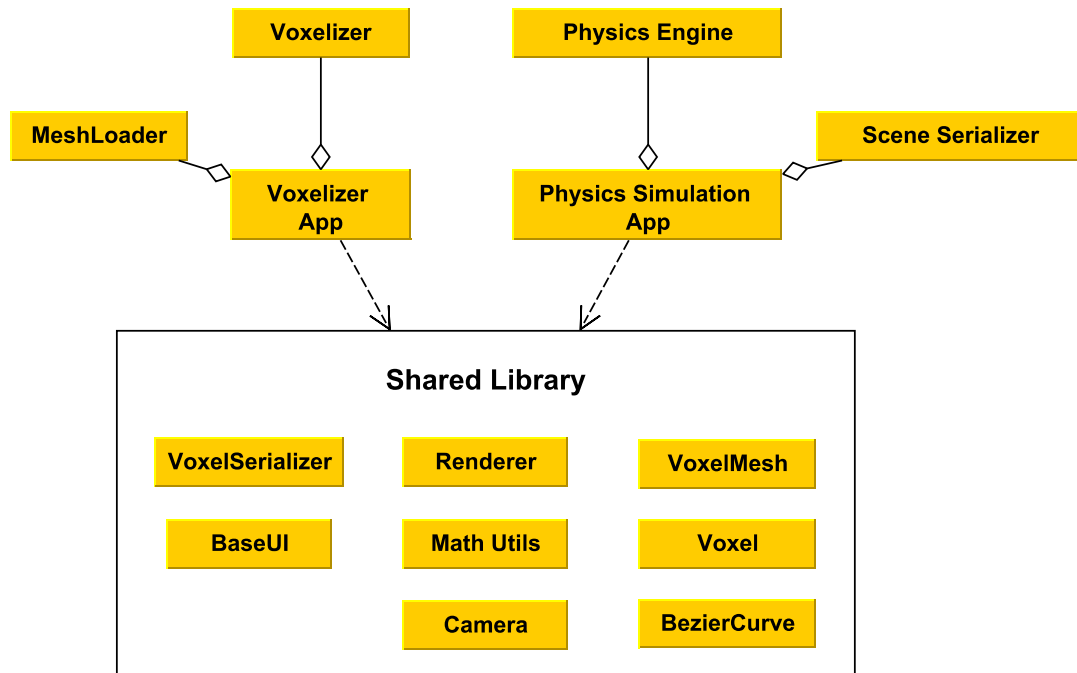 Voxelizer
Physics Engine
MeshLoader
Scene Serializer
Voxelizer
App
Physics Simulation
App
Shared Library
VoxelSerializer
Renderer
VoxelMesh
BaseUI
Math Utils
Voxel
Camera
BezierCurve